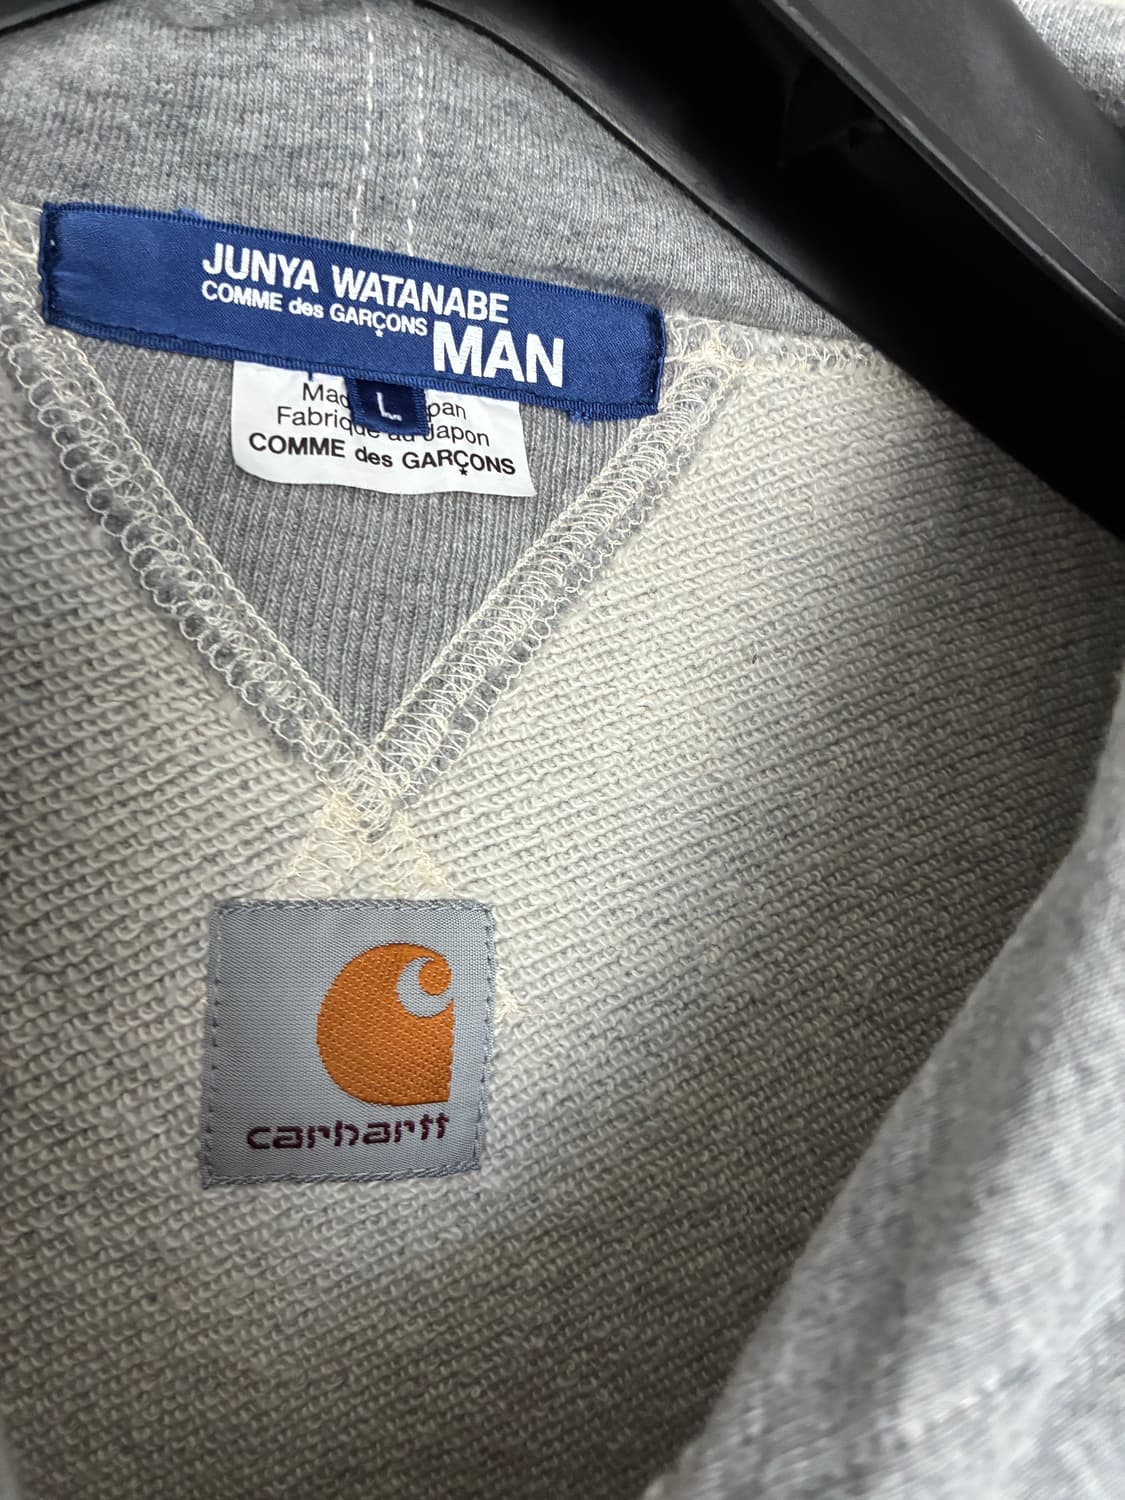 JUNYA WATANABE
COMME des GARÇONS
MAN
L
Fabrique au Japon
COMME des GARÇONS
carhartt